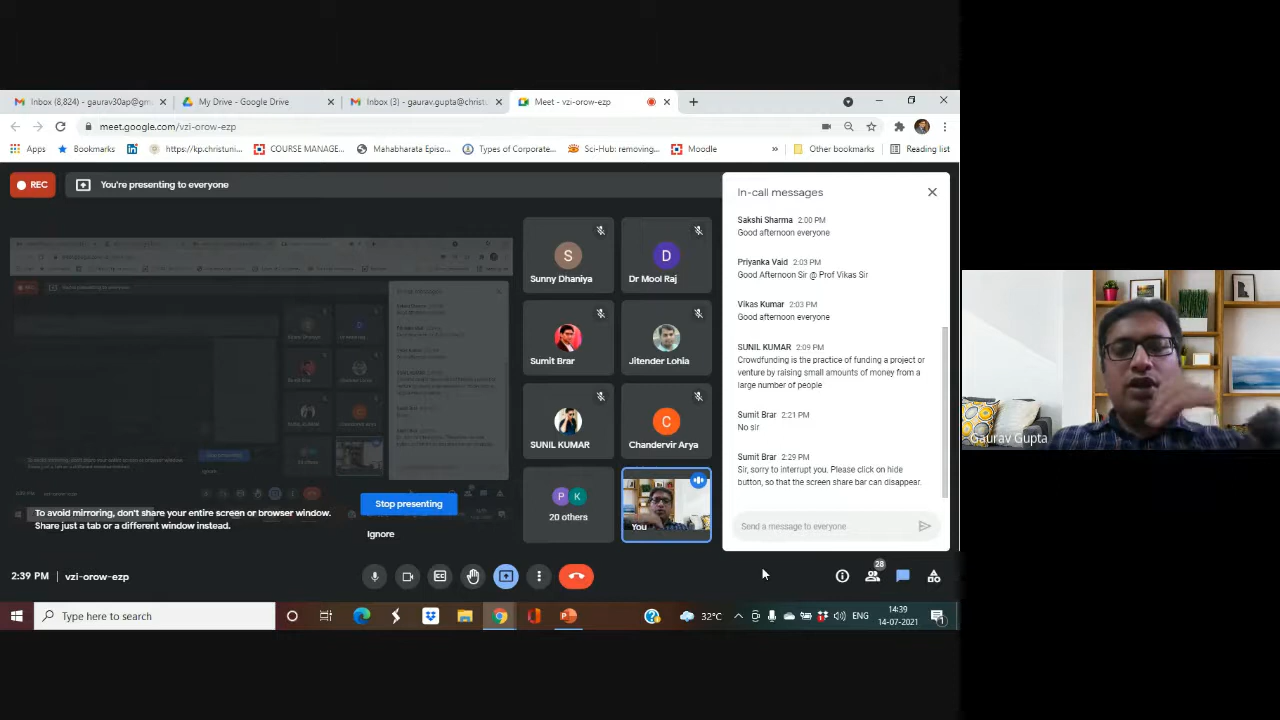 Inbox (8,824) - gaurav30ap@gm...
My Drive - Google Drive
Inbox (3) - gaurav.gupta@christ...
Meet - vzi-orow-ezp
meet.google.com/vzi-orow-ezp
Apps
Bookmarks
https://kp.christuni...
COURSE MANAGE...
Mahabharata Episo...
Types of Corporate...
Sci-Hub: removing...
Moodle
Other bookmarks
Reading list
REC
You're presenting to everyone
In-call messages
Sakshi Sharma 2:00 PM
Good afternoon everyone
Priyanka Vaid 2:03 PM
Good Afternoon Sir @ Prof Vikas Sir
Vikas Kumar 2:03 PM
Good afternoon everyone
SUNIL KUMAR 2:09 PM
Crowdfunding is the practice of funding a project or
venture by raising small amounts of money from a
large number of people
Sumit Brar 2:21 PM
No sir
Sumit Brar 2:29 PM
Sir, sorry to interrupt you. Please click on hide
button, so that the screen share bar can disappear.
Send a message to everyone
S
Sunny Dhaniya
D
Dr Mool Raj
Sumit Brar
Jitender Lohia
SUNIL KUMAR
C
Chandervir Arya
P K
20 others
You
Gaurav Gupta
To avoid mirroring, don't share your entire screen or browser window.
Share just a tab or a different window instead.
Stop presenting
Ignore
2:39 PM | vzi-orow-ezp
28
Type here to search
32°C
ENG
14:39
14-07-2021
1